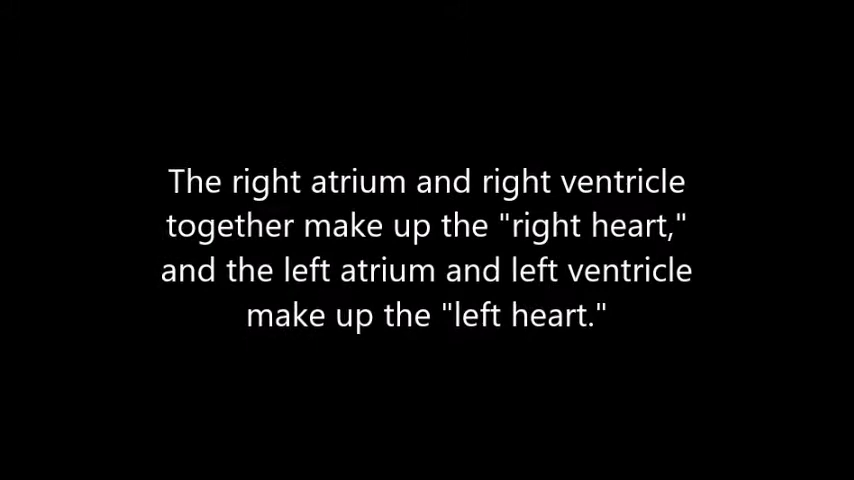 The right atrium and right ventricle
together make up the "right heart,"
and the left atrium and left ventricle
make up the "left heart."